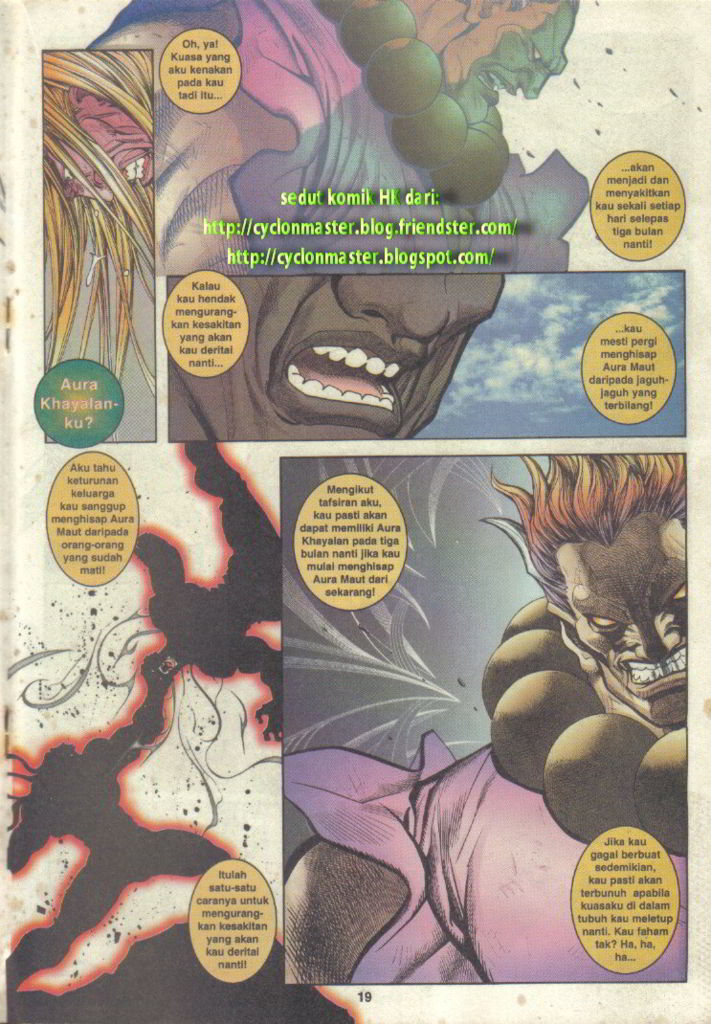 Oh, ya!
Kuasa yang
aku kenakan
pada kau
tadi itu...
...akan
menjadi dan
menyakitkan
kau sekali setiap
hari selepas
tiga bulan
nanti!
sedut komik HK dari:
http://cyclonmaster.blog.friendster.com/
http://cyclonmaster.blogspot.com/
Kalau
kau hendak
mengurang-
kan kesakitan
yang akan
kau deritai
nanti...
...kau
mesti pergi
menghisap
Aura Maut
daripada jaguh-
jaguh yang
terbilang!
Aura
Khayalan-
ku?
Aku tahu
keturunan
keluarga
kau sanggup
menghisap Aura
Maut daripada
orang-orang
yang sudah
mati!
Mengikut
tafsiran aku,
kau pasti akan
dapat memiliki Aura
Khayalan pada tiga
bulan nanti jika kau
mulai menghisap
Aura Maut dari
sekarang!
Itulah
satu-satu
caranya untuk
mengurang-
kan kesakitan
yang akan
kau deritai
nanti!
Jika kau
gagal berbuat
sedemikian,
kau pasti akan
terbunuh apabila
kuasaku di dalam
tubuh kau meletup
nanti. Kau faham
tak? Ha, ha,
ha...
19